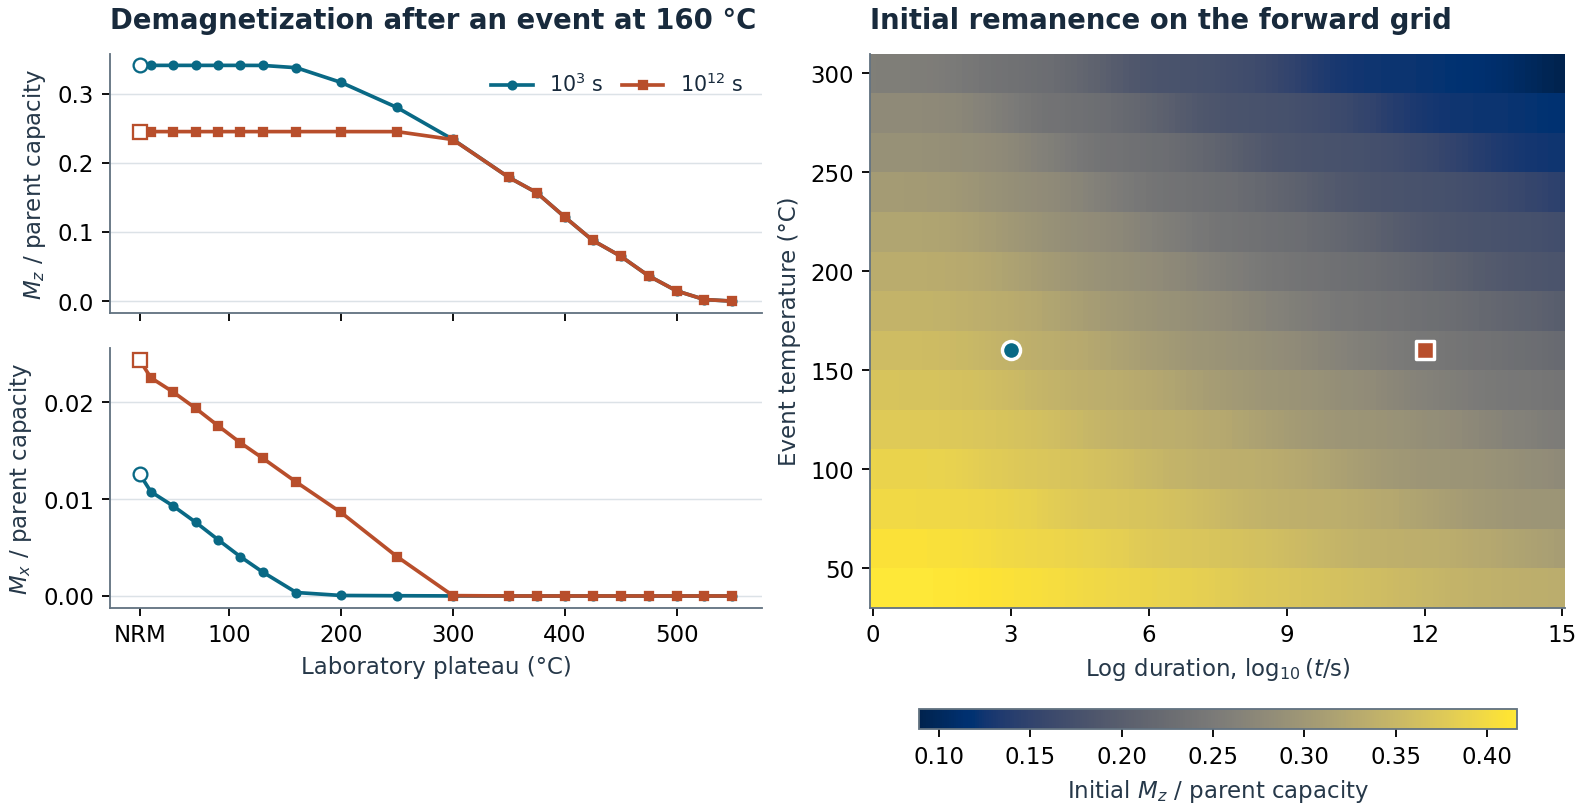 Demagnetization after an event at 160 °C
10³ s
10¹² s
M_z / parent capacity
0.3
0.2
0.1
0.0
M_x / parent capacity
0.02
0.01
0.00
NRM 100 200 300 400 500
Laboratory plateau (°C)
Initial remanence on the forward grid
Event temperature (°C)
300
250
200
150
100
50
0 3 6 9 12 15
Log duration, log₁₀ (t/s)
0.10 0.15 0.20 0.25 0.30 0.35 0.40
Initial M_z / parent capacity